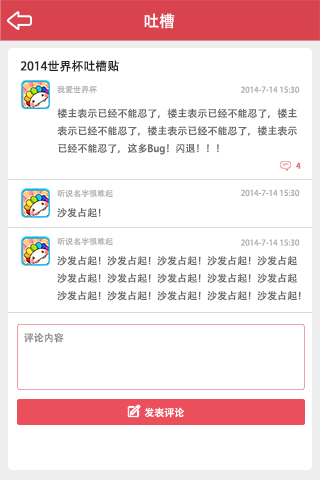 吐槽
2014世界杯吐槽贴
我爱世界杯 2014-7-14 15:30
楼主表示已经不能忍了，楼主表示已经不能忍了，楼主
表示已经不能忍了，楼主表示已经不能忍了，楼主表示
已经不能忍了，这多Bug！闪退！！！
4
听说名字很难起 2014-7-14 15:30
沙发占起！
听说名字很难起 2014-7-14 15:30
沙发占起！沙发占起！沙发占起！沙发占起！沙发占起
沙发占起！沙发占起！沙发占起！沙发占起！沙发占起
沙发占起！沙发占起！沙发占起！沙发占起！沙发占起！
评论内容
发表评论